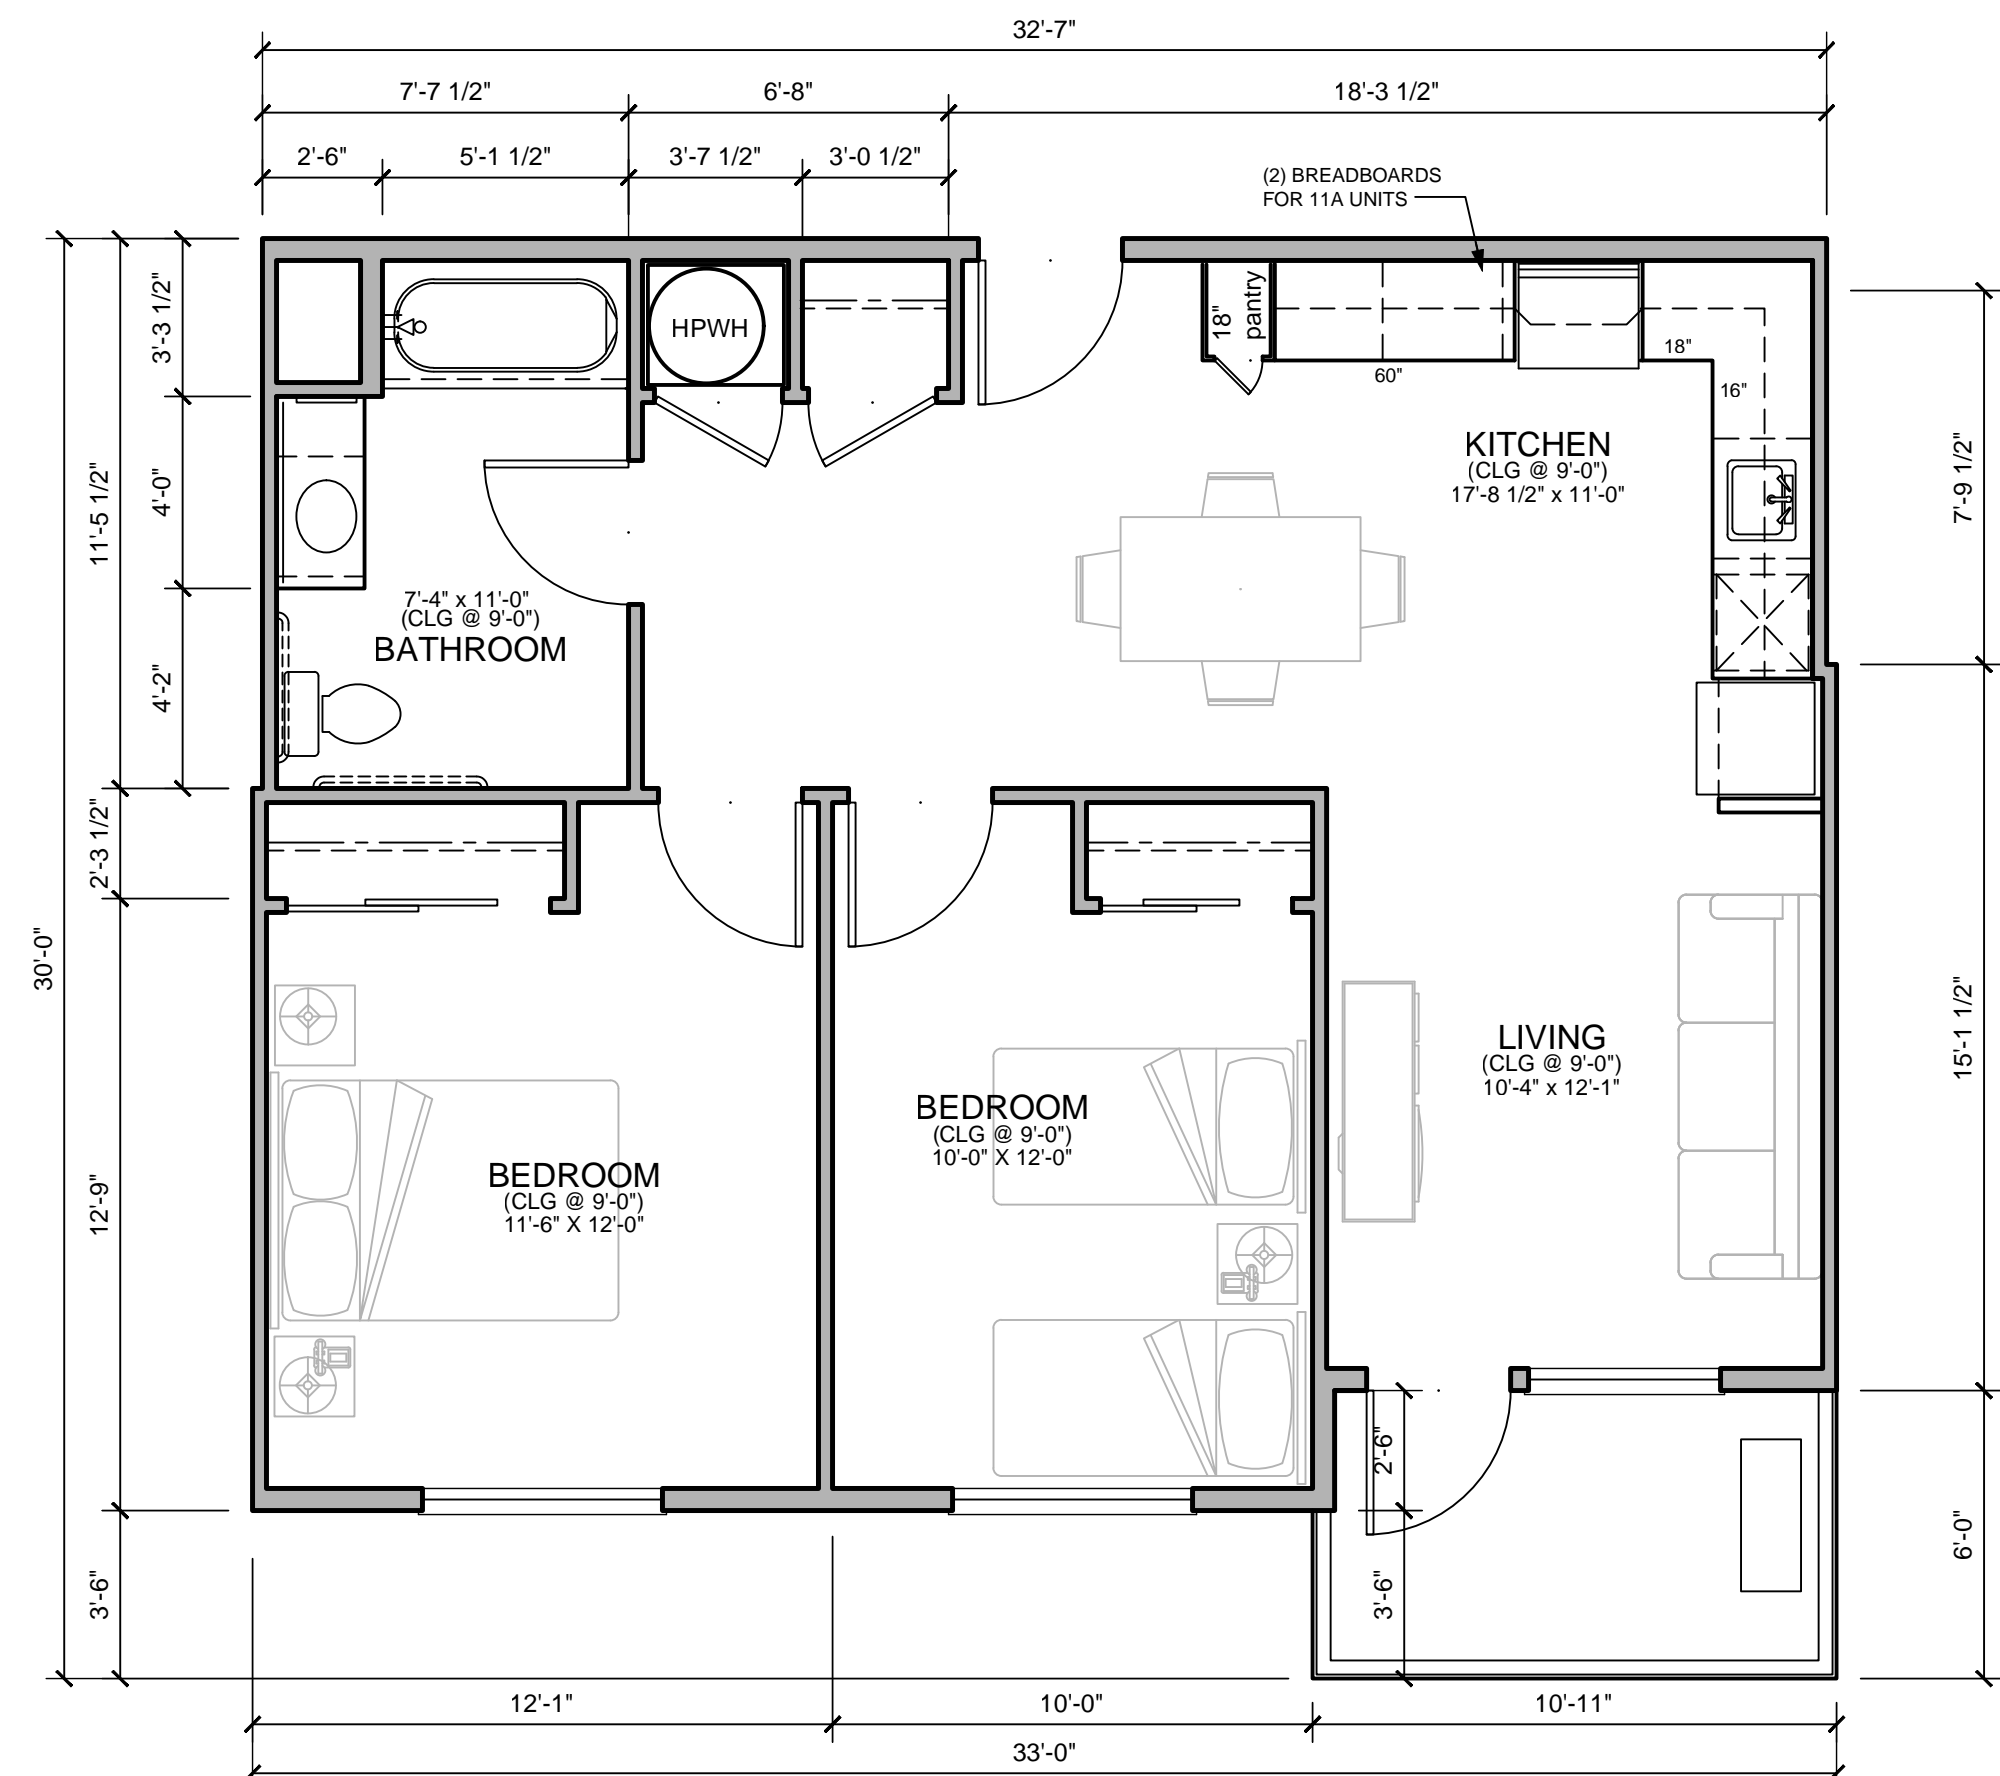 32'-7"
7'-7 1/2"
6'-8"
18'-3 1/2"
2'-6"
5'-1 1/2"
3'-7 1/2"
3'-0 1/2"
(2) BREADBOARDS
FOR 11A UNITS
30'-0"
11'-5 1/2"
2'-3 1/2"
12'-9"
3'-6"
3'-3 1/2"
4'-0"
4'-2"
HPWH
18"
pantry
60"
18"
16"
KITCHEN
(CLG @ 9'-0")
17'-8 1/2" x 11'-0"
7'-4" x 11'-0"
(CLG @ 9'-0")
BATHROOM
LIVING
(CLG @ 9'-0")
10'-4" x 12'-1"
BEDROOM
(CLG @ 9'-0")
10'-0" X 12'-0"
BEDROOM
(CLG @ 9'-0")
11'-6" X 12'-0"
7'-9 1/2"
15'-1 1/2"
6'-0"
2'-6"
3'-6"
12'-1"
10'-0"
10'-11"
33'-0"